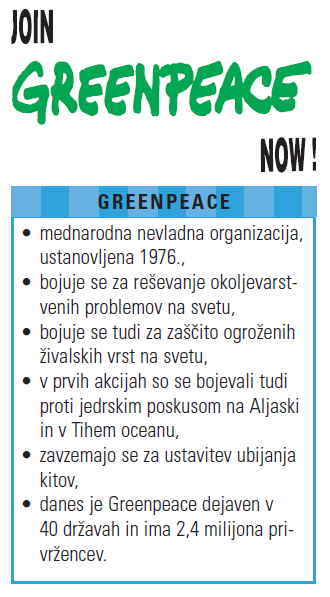 JOIN
GREENPEACE
NOW!
GREENPEACE
• mednarodna nevladna organizacija,
ustanovljena 1976.,
• bojuje se za reševanje okoljevarst-
venih problemov na svetu,
• bojuje se tudi za zaščito ogroženih
živalskih vrst na svetu,
• v prvih akcijah so se bojevali tudi
proti jedrskim poskusom na Aljaski
in v Tihem oceanu,
• zavzemajo se za ustavitev ubijanja
kitov,
• danes je Greenpeace dejaven v
40 državah in ima 2,4 milijona pri-
vržencev.